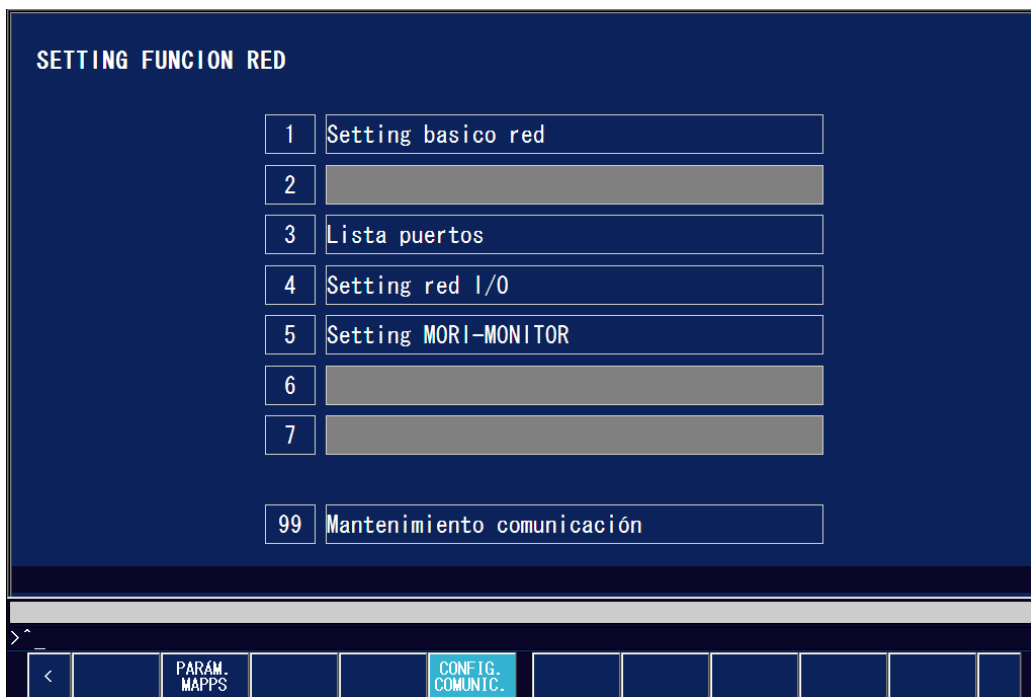 SETTING FUNCION RED
1 Setting basico red
2
3 Lista puertos
4 Setting red I/O
5 Setting MORI-MONITOR
6
7
99 Mantenimiento comunicación
>^_
< PARÁM. CONFIG.
MAPPS COMUNIC.